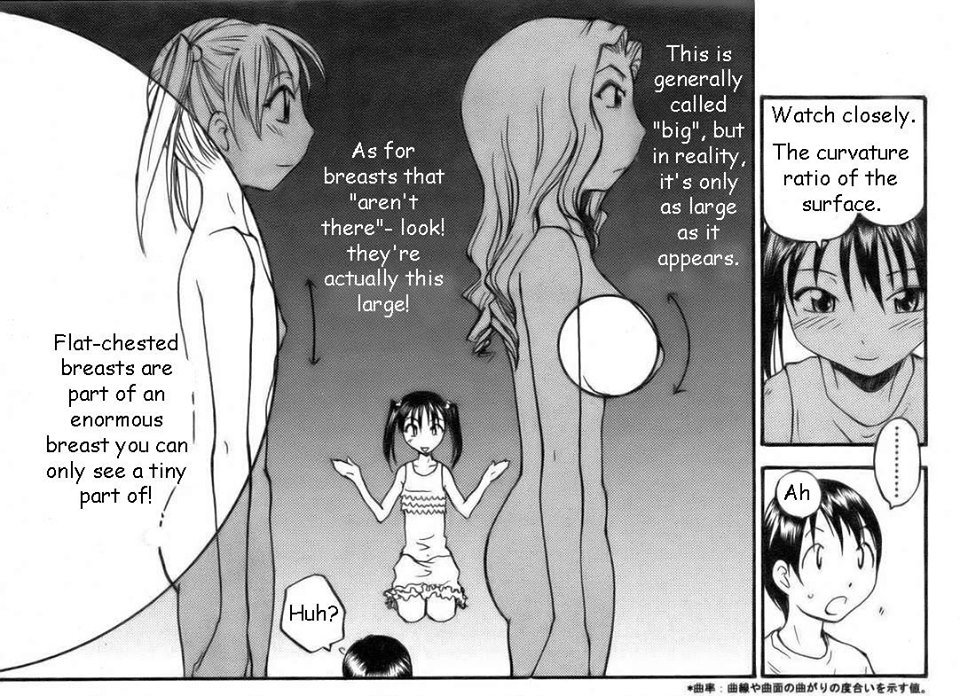 Watch closely.
The curvature
ratio of the
surface.
..........
Ah
This is
generally
called
"big", but
in reality,
it's only
as large
as it
appears.
As for
breasts that
"aren't
there"- look!
they're
actually this
large!
Flat-chested
breasts are
part of an
enormous
breast you can
only see a tiny
part of!
Huh?
*曲率：曲線や曲面の曲がりの度合いを示す値。